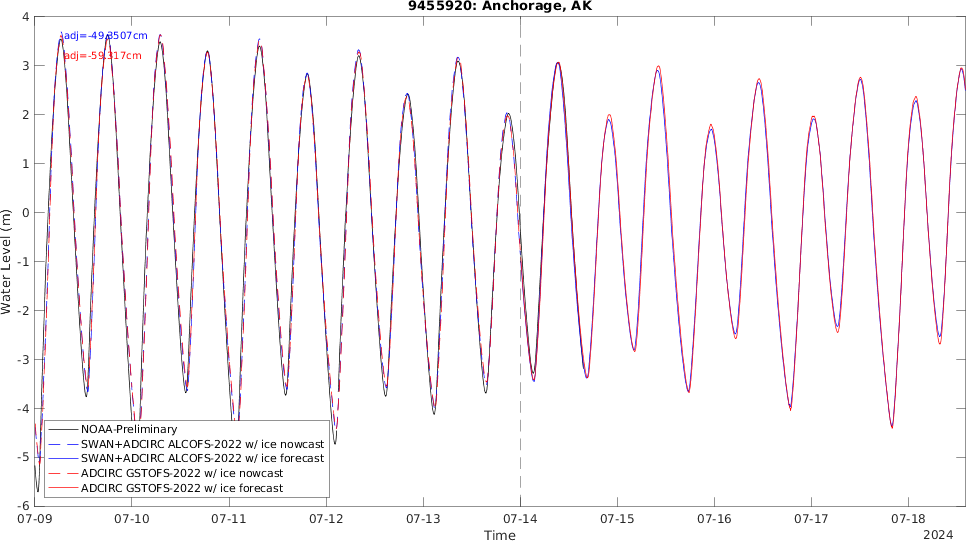 9455920: Anchorage, AK
adj=-49.3507cm
adj=-59.317cm
4
3
2
1
0
-1
-2
-3
-4
-5
-6
Water Level (m)
NOAA-Preliminary
SWAN+ADCIRC ALCOFS-2022 w/ ice nowcast
SWAN+ADCIRC ALCOFS-2022 w/ ice forecast
ADCIRC GSTOFS-2022 w/ ice nowcast
ADCIRC GSTOFS-2022 w/ ice forecast
07-09 07-10 07-11 07-12 07-13 07-14 07-15 07-16 07-17 07-18
Time
2024